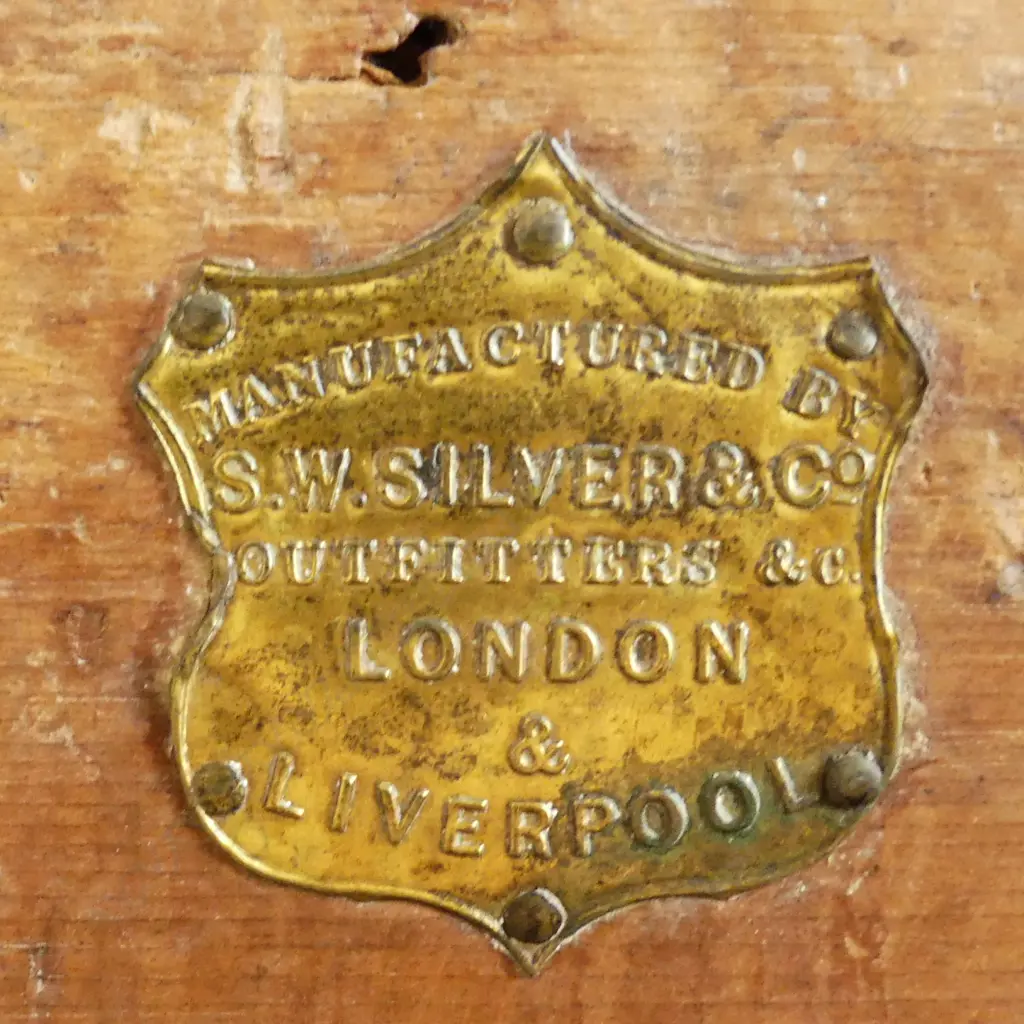 MANUFACTURED BY
S.W. SILVER & Co
OUTFITTERS &c.
LONDON
&
LIVERPOOL